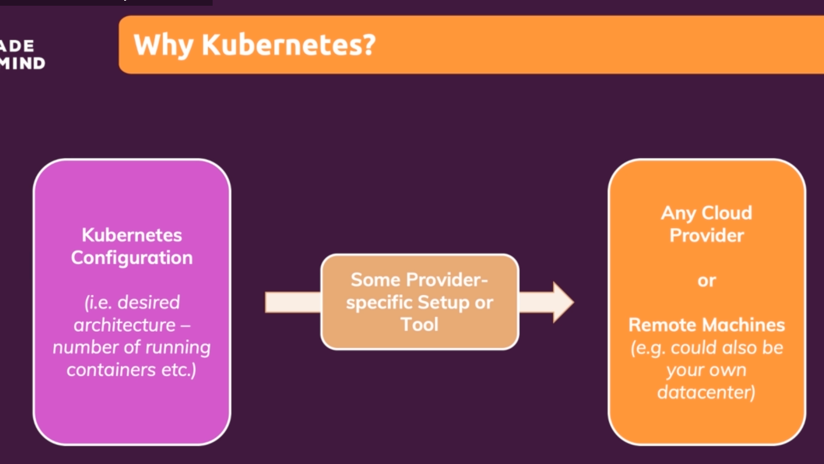 ADE
MIND
Why Kubernetes?
Kubernetes
Configuration
(i.e. desired
architecture –
number of running
containers etc.)
Some Provider-
specific Setup or
Tool
Any Cloud
Provider
or
Remote Machines
(e.g. could also be
your own
datacenter)